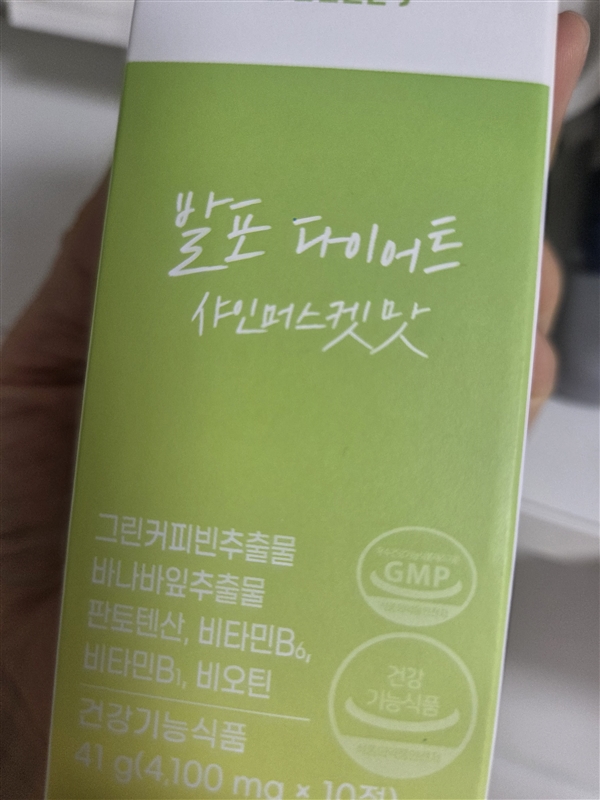 발포 다이어트
샤인머스켓맛
그린커피빈추출물
바나바잎추출물
판토텐산, 비타민B₆,
비타민B₁, 비오틴
건강기능식품
41 g(4,100 mg × 10정)
GMP
건강
기능식품